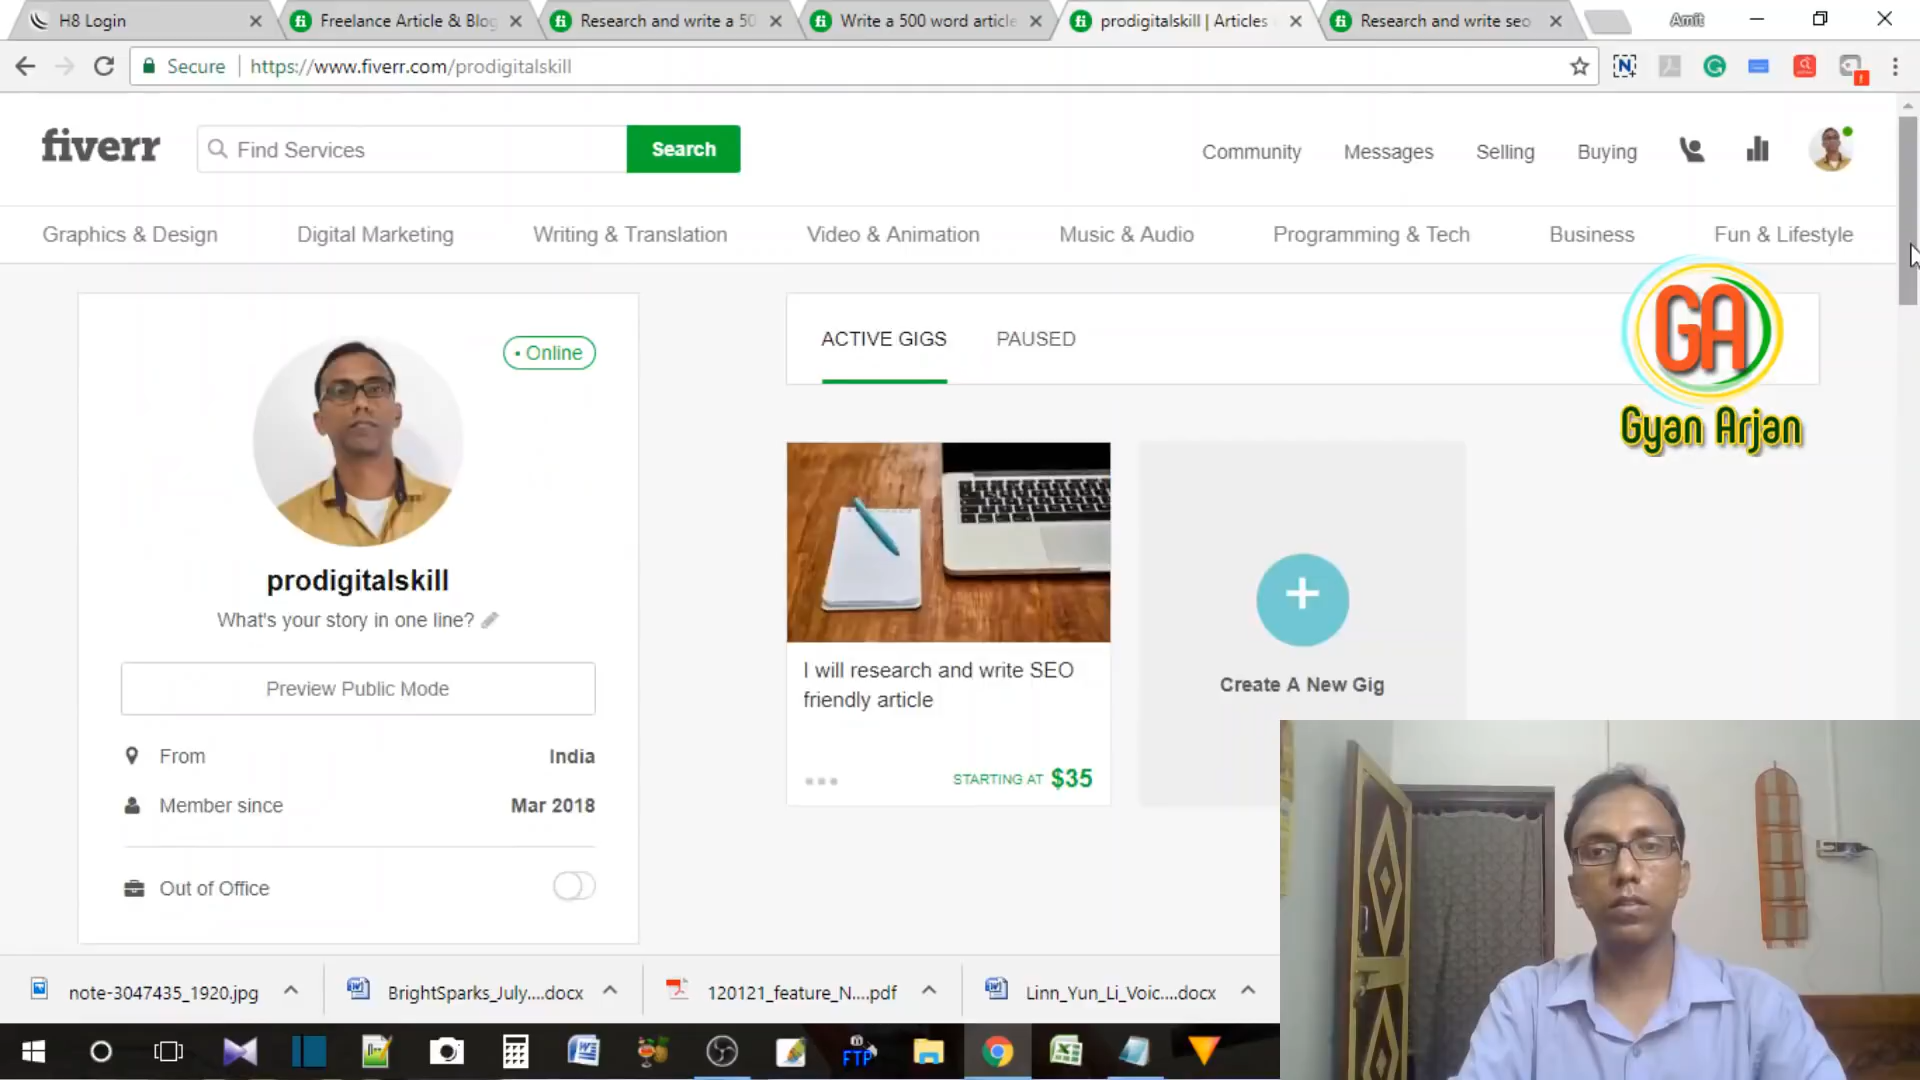 H8 Login
Freelance Article & Blog
Research and write a 50
Write a 500 word article
prodigitalskill | Articles
Research and write seo
Amit
Secure
https://www.fiverr.com/prodigitalskill
fiverr
Find Services
Search
Community
Messages
Selling
Buying
Graphics & Design
Digital Marketing
Writing & Translation
Video & Animation
Music & Audio
Programming & Tech
Business
Fun & Lifestyle
GA
Gyan Arjan
• Online
ACTIVE GIGS
PAUSED
prodigitalskill
What's your story in one line?
Preview Public Mode
From
India
Member since
Mar 2018
Out of Office
I will research and write SEO
friendly article
STARTING AT $35
Create A New Gig
note-3047435_1920.jpg
BrightSparks_July....docx
120121_feature_N....pdf
Linn_Yun_Li_Voic....docx
FTP